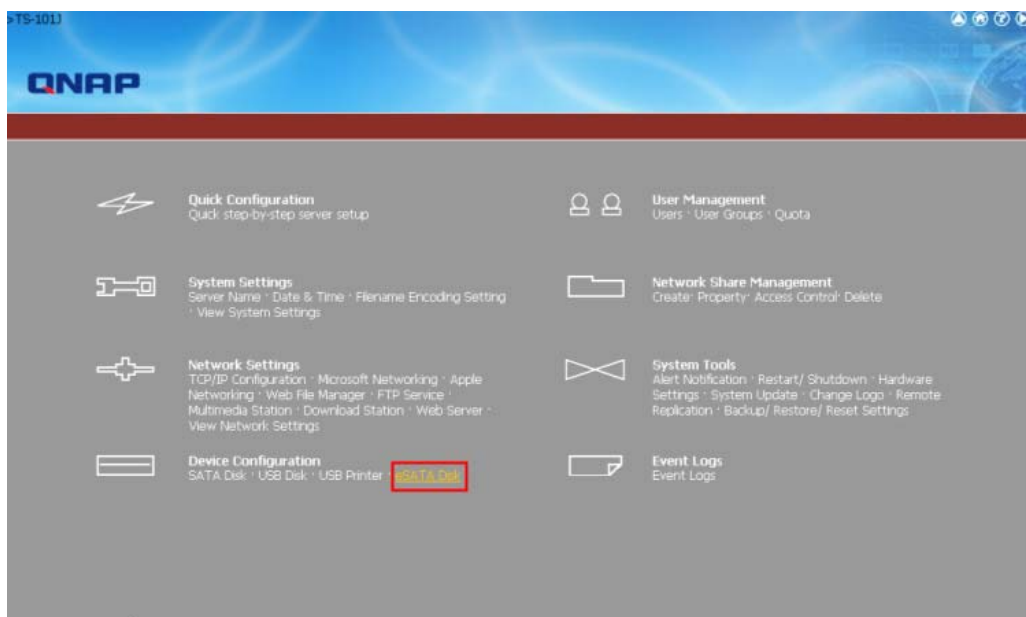 >TS-101J
QNAP
Quick Configuration
Quick step-by-step server setup
User Management
Users · User Groups · Quota
System Settings
Server Name · Date & Time · Filename Encoding Setting
· View System Settings
Network Share Management
Create· Property· Access Control· Delete
Network Settings
TCP/IP Configuration · Microsoft Networking · Apple
Networking · Web File Manager · FTP Service ·
Multimedia Station · Download Station · Web Server ·
View Network Settings
System Tools
Alert Notification · Restart/ Shutdown · Hardware
Settings · System Update · Change Logo · Remote
Replication · Backup/ Restore/ Reset Settings
Device Configuration
SATA Disk · USB Disk · USB Printer · eSATA Disk
Event Logs
Event Logs